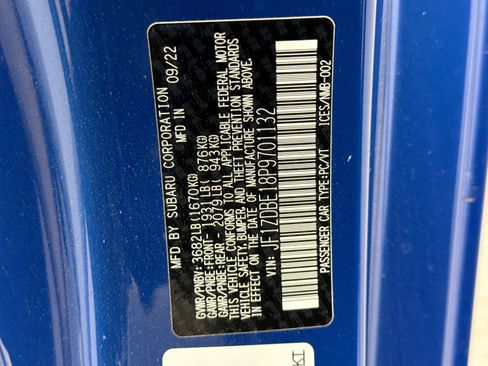 MFD BY SUBARU CORPORATION 09/22
MFD IN
GVWR/PNBV: 3682LB(1670KG)
GAWR/PNBE:FRONT- 1931LB( 876KG)
GAWR/PNBE:REAR - 2079LB( 943KG)
THIS VEHICLE CONFORMS TO ALL APPLICABLE FEDERAL MOTOR
VEHICLE SAFETY, BUMPER, AND THEFT PREVENTION STANDARDS
IN EFFECT ON THE DATE OF MANUFACTURE SHOWN ABOVE.
VIN: JF1ZDBE18P9701132
PASSENGER CAR TYPE-PC/VT ICES/NMB-002
KI